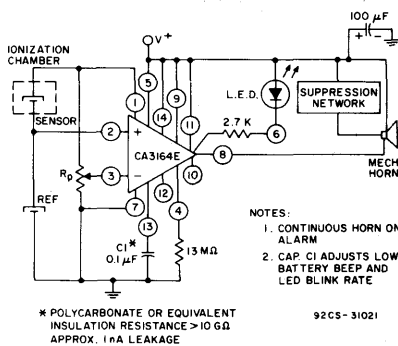 100 µF
+ -
V+
IONIZATION
CHAMBER
SENSOR
5
9
1
14
11
L.E.D.
SUPPRESSION
NETWORK
2
+
2.7 K
6
CA3164E
8
MECH
HORN
Rp
3
-
10
7
12
4
REF
13
C1*
0.1 µF
13 MΩ
NOTES:
1. CONTINUOUS HORN ON
ALARM
2. CAP. C1 ADJUSTS LOW
BATTERY BEEP AND
LED BLINK RATE
* POLYCARBONATE OR EQUIVALENT
INSULATION RESISTANCE > 10 GΩ
APPROX. 1 nA LEAKAGE
92CS-31021